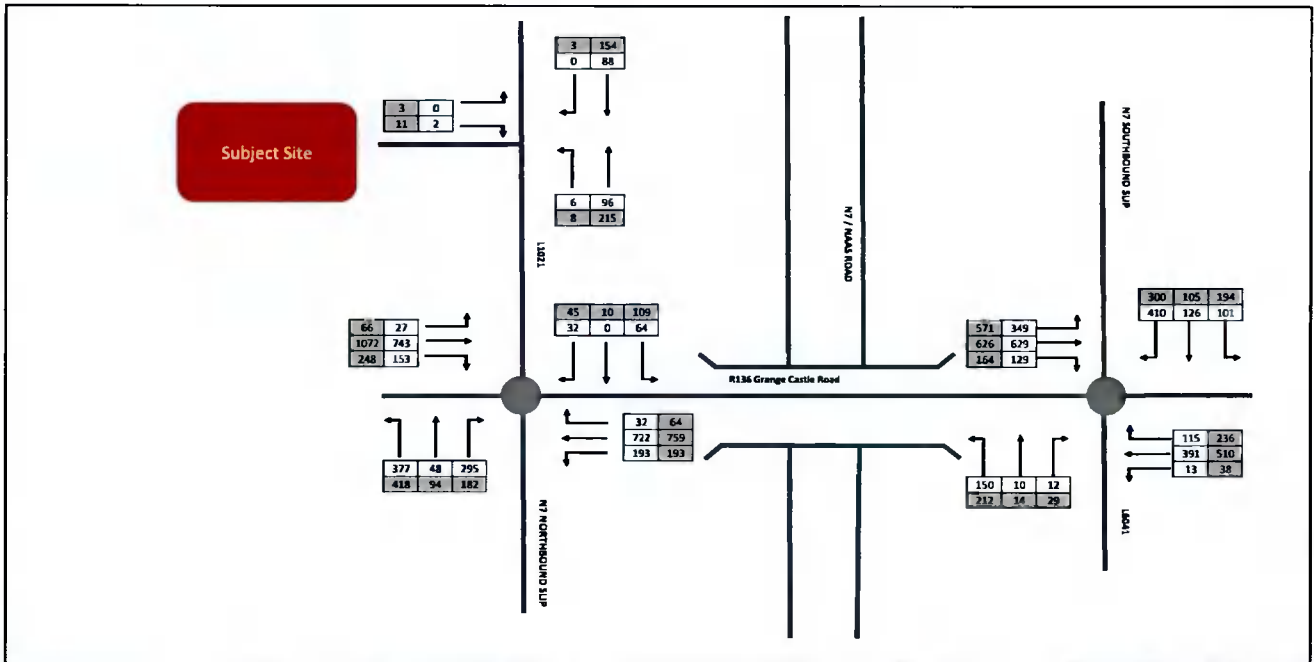 3 154
0 88
3 0
11 2
Subject Site
6 96
8 215
L1021
N7 / NAAS ROAD
N7 SOUTHBOUND SLIP
66 27
1072 743
248 153
45 10 109
32 0 64
571 349
626 629
164 129
300 105 194
410 126 101
R136 Grange Castle Road
377 48 295
418 94 182
32 64
722 759
193 193
150 10 12
212 14 29
115 236
391 510
13 38
N7 NORTHBOUND SLIP
L6041